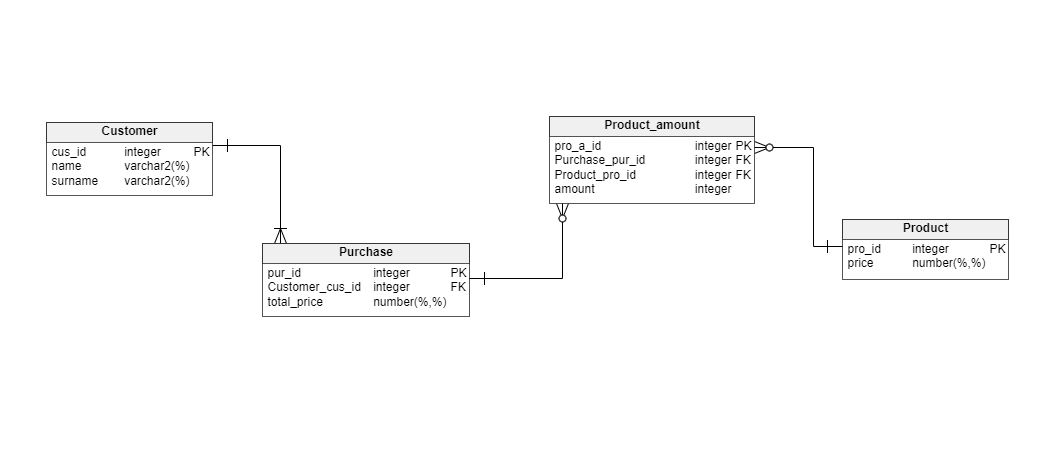 Customer
cus_id integer PK
name varchar2(%)
surname varchar2(%)
Purchase
pur_id integer PK
Customer_cus_id integer FK
total_price number(%,%)
Product_amount
pro_a_id integer PK
Purchase_pur_id integer FK
Product_pro_id integer FK
amount integer
Product
pro_id integer PK
price number(%,%)